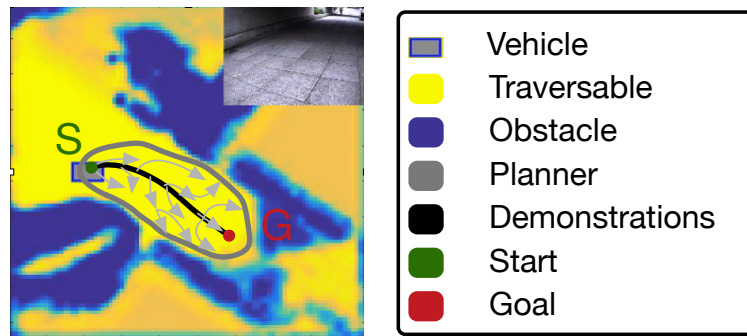 S
G
Vehicle
Traversable
Obstacle
Planner
Demonstrations
Start
Goal